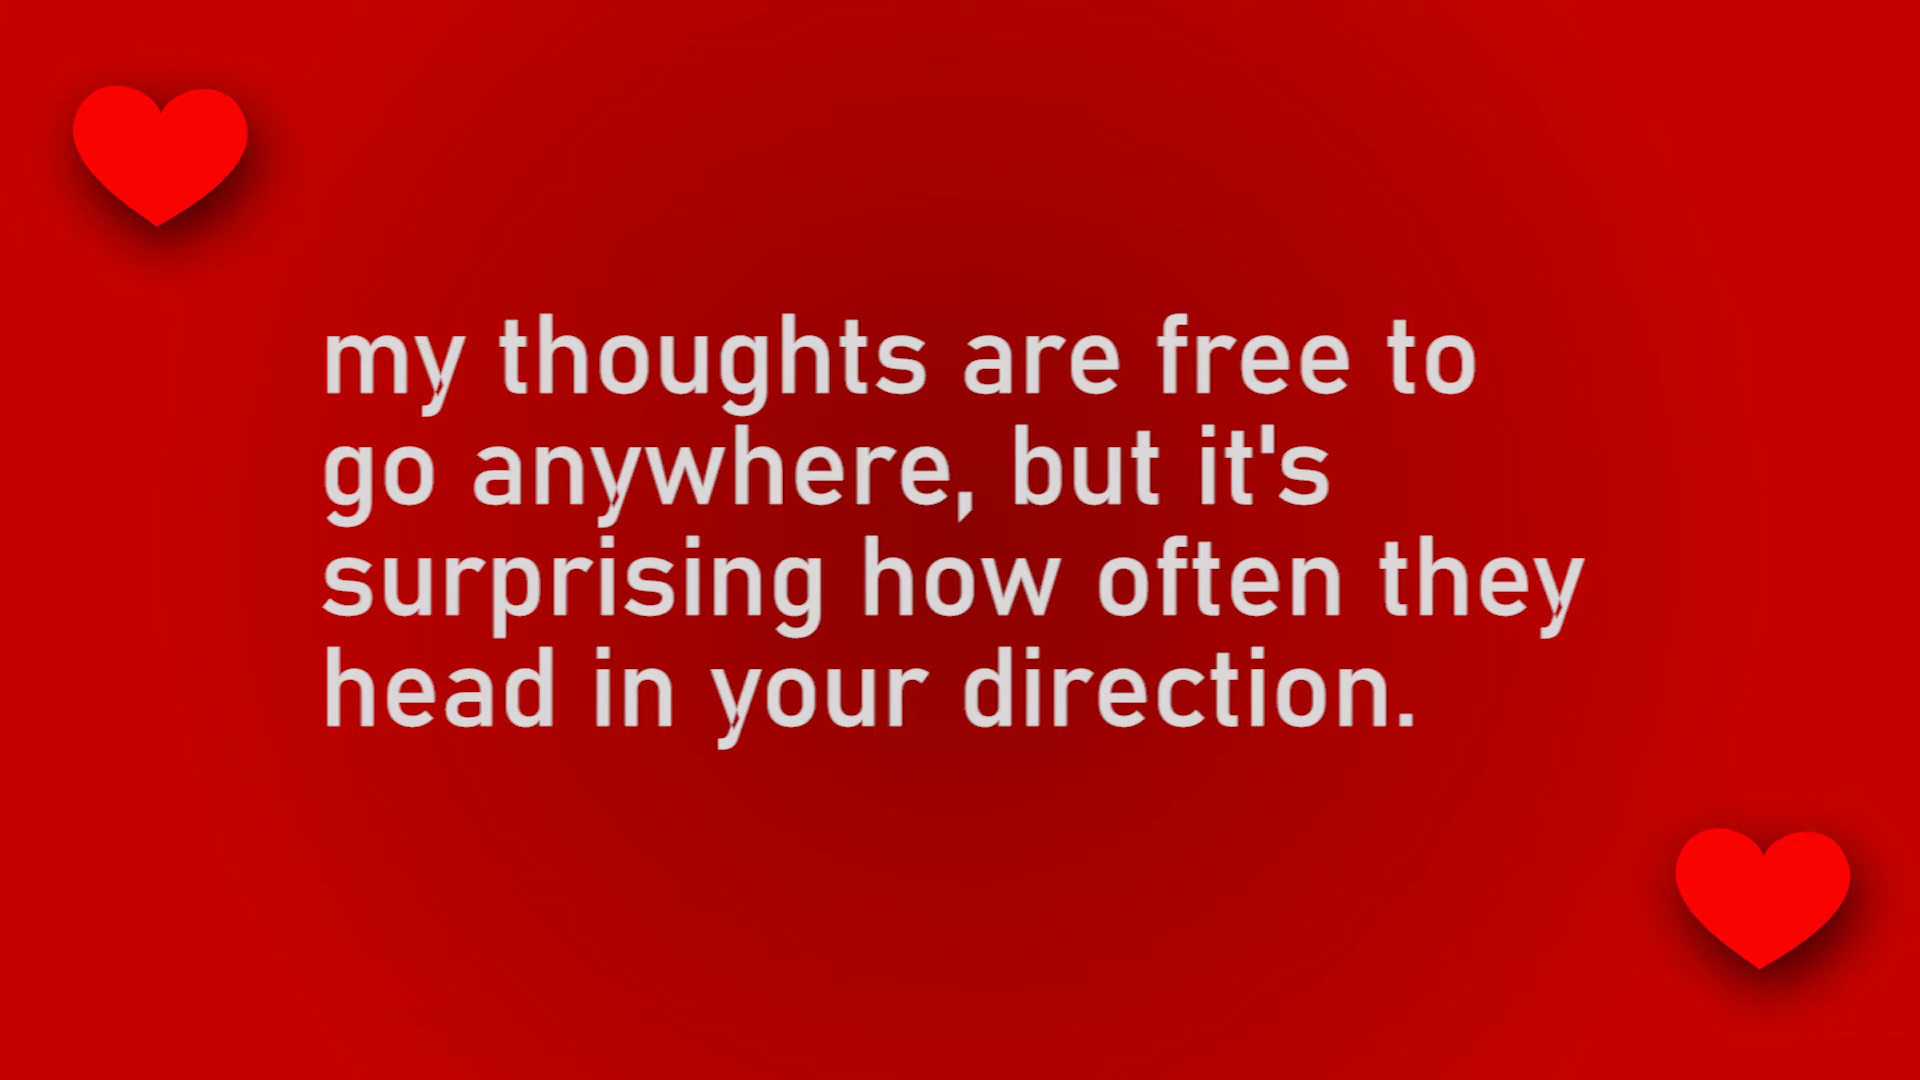 my thoughts are free to
go anywhere, but it's
surprising how often they
head in your direction.